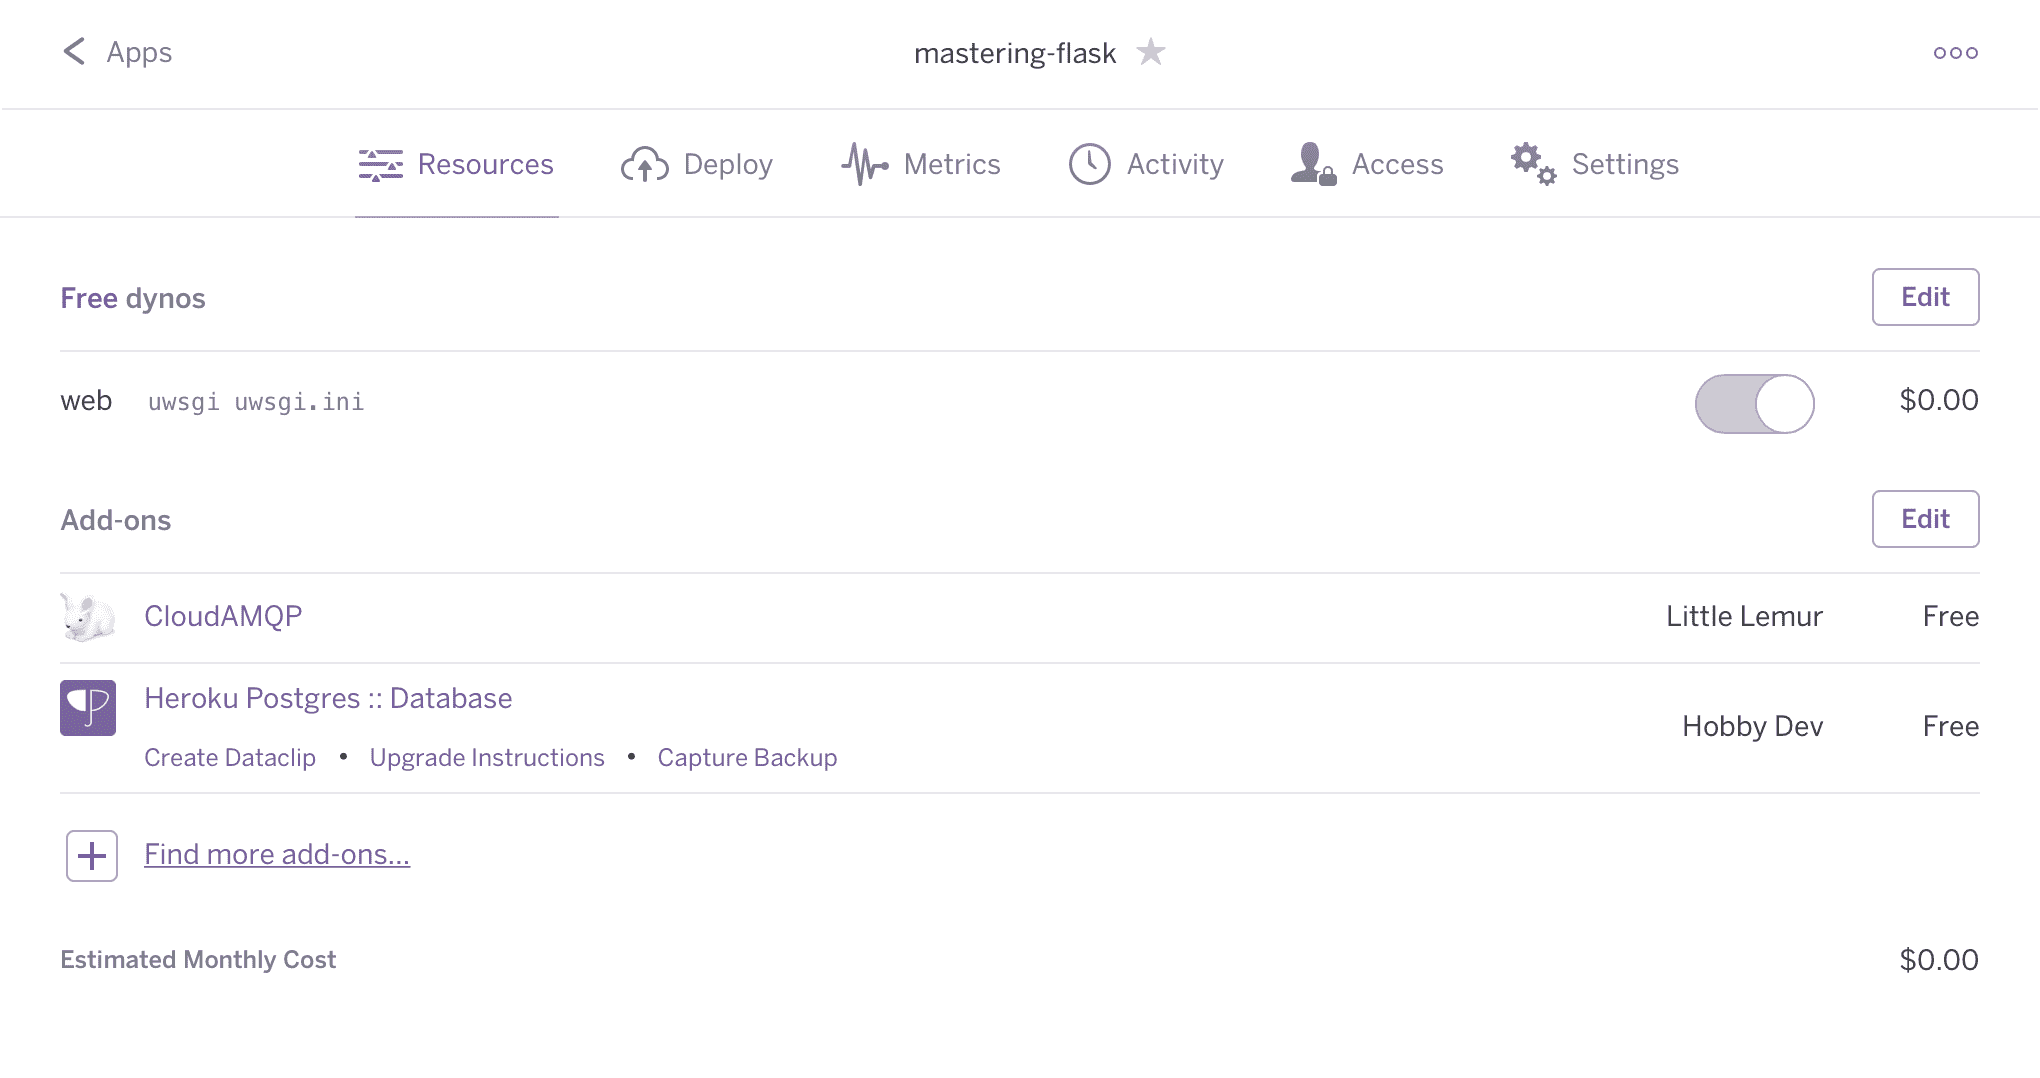 Apps
mastering-flask
Resources Deploy Metrics Activity Access Settings
Free dynos Edit
web uwsgi uwsgi.ini $0.00
Add-ons Edit
CloudAMQP Little Lemur Free
Heroku Postgres :: Database
Hobby Dev Free
Create Dataclip • Upgrade Instructions • Capture Backup
Find more add-ons...
Estimated Monthly Cost $0.00